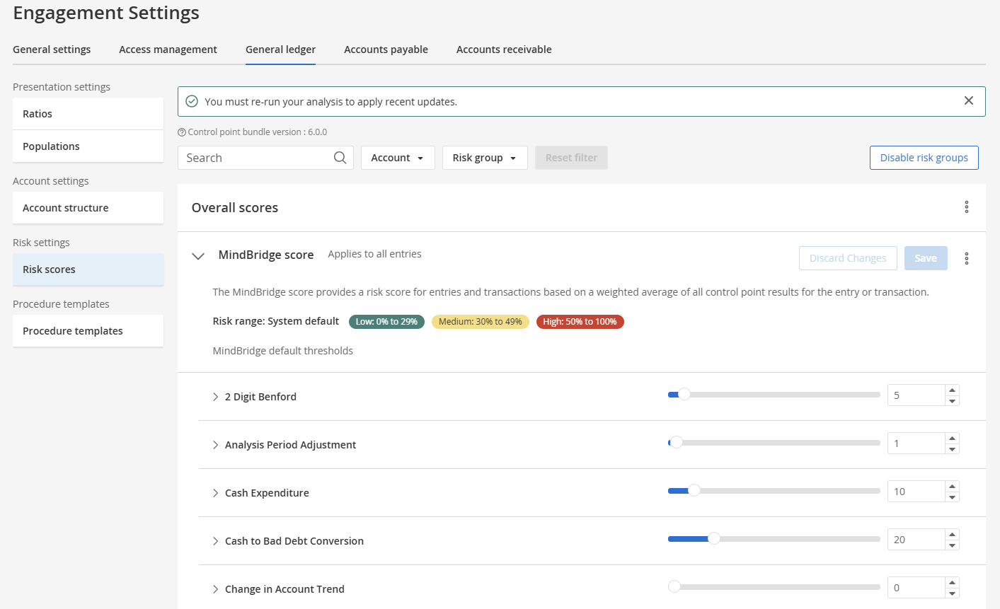 Engagement Settings
General settings Access management General ledger Accounts payable Accounts receivable
Presentation settings
Ratios
Populations
Account settings
Account structure
Risk settings
Risk scores
Procedure templates
Procedure templates
You must re-run your analysis to apply recent updates.
Control point bundle version : 6.0.0
Search Account Risk group Reset filter Disable risk groups
Overall scores
MindBridge score Applies to all entries Discard Changes Save
The MindBridge score provides a risk score for entries and transactions based on a weighted average of all control point results for the entry or transaction.
Risk range: System default Low: 0% to 29% Medium: 30% to 49% High: 50% to 100%
MindBridge default thresholds
2 Digit Benford 5
Analysis Period Adjustment 1
Cash Expenditure 10
Cash to Bad Debt Conversion 20
Change in Account Trend 0